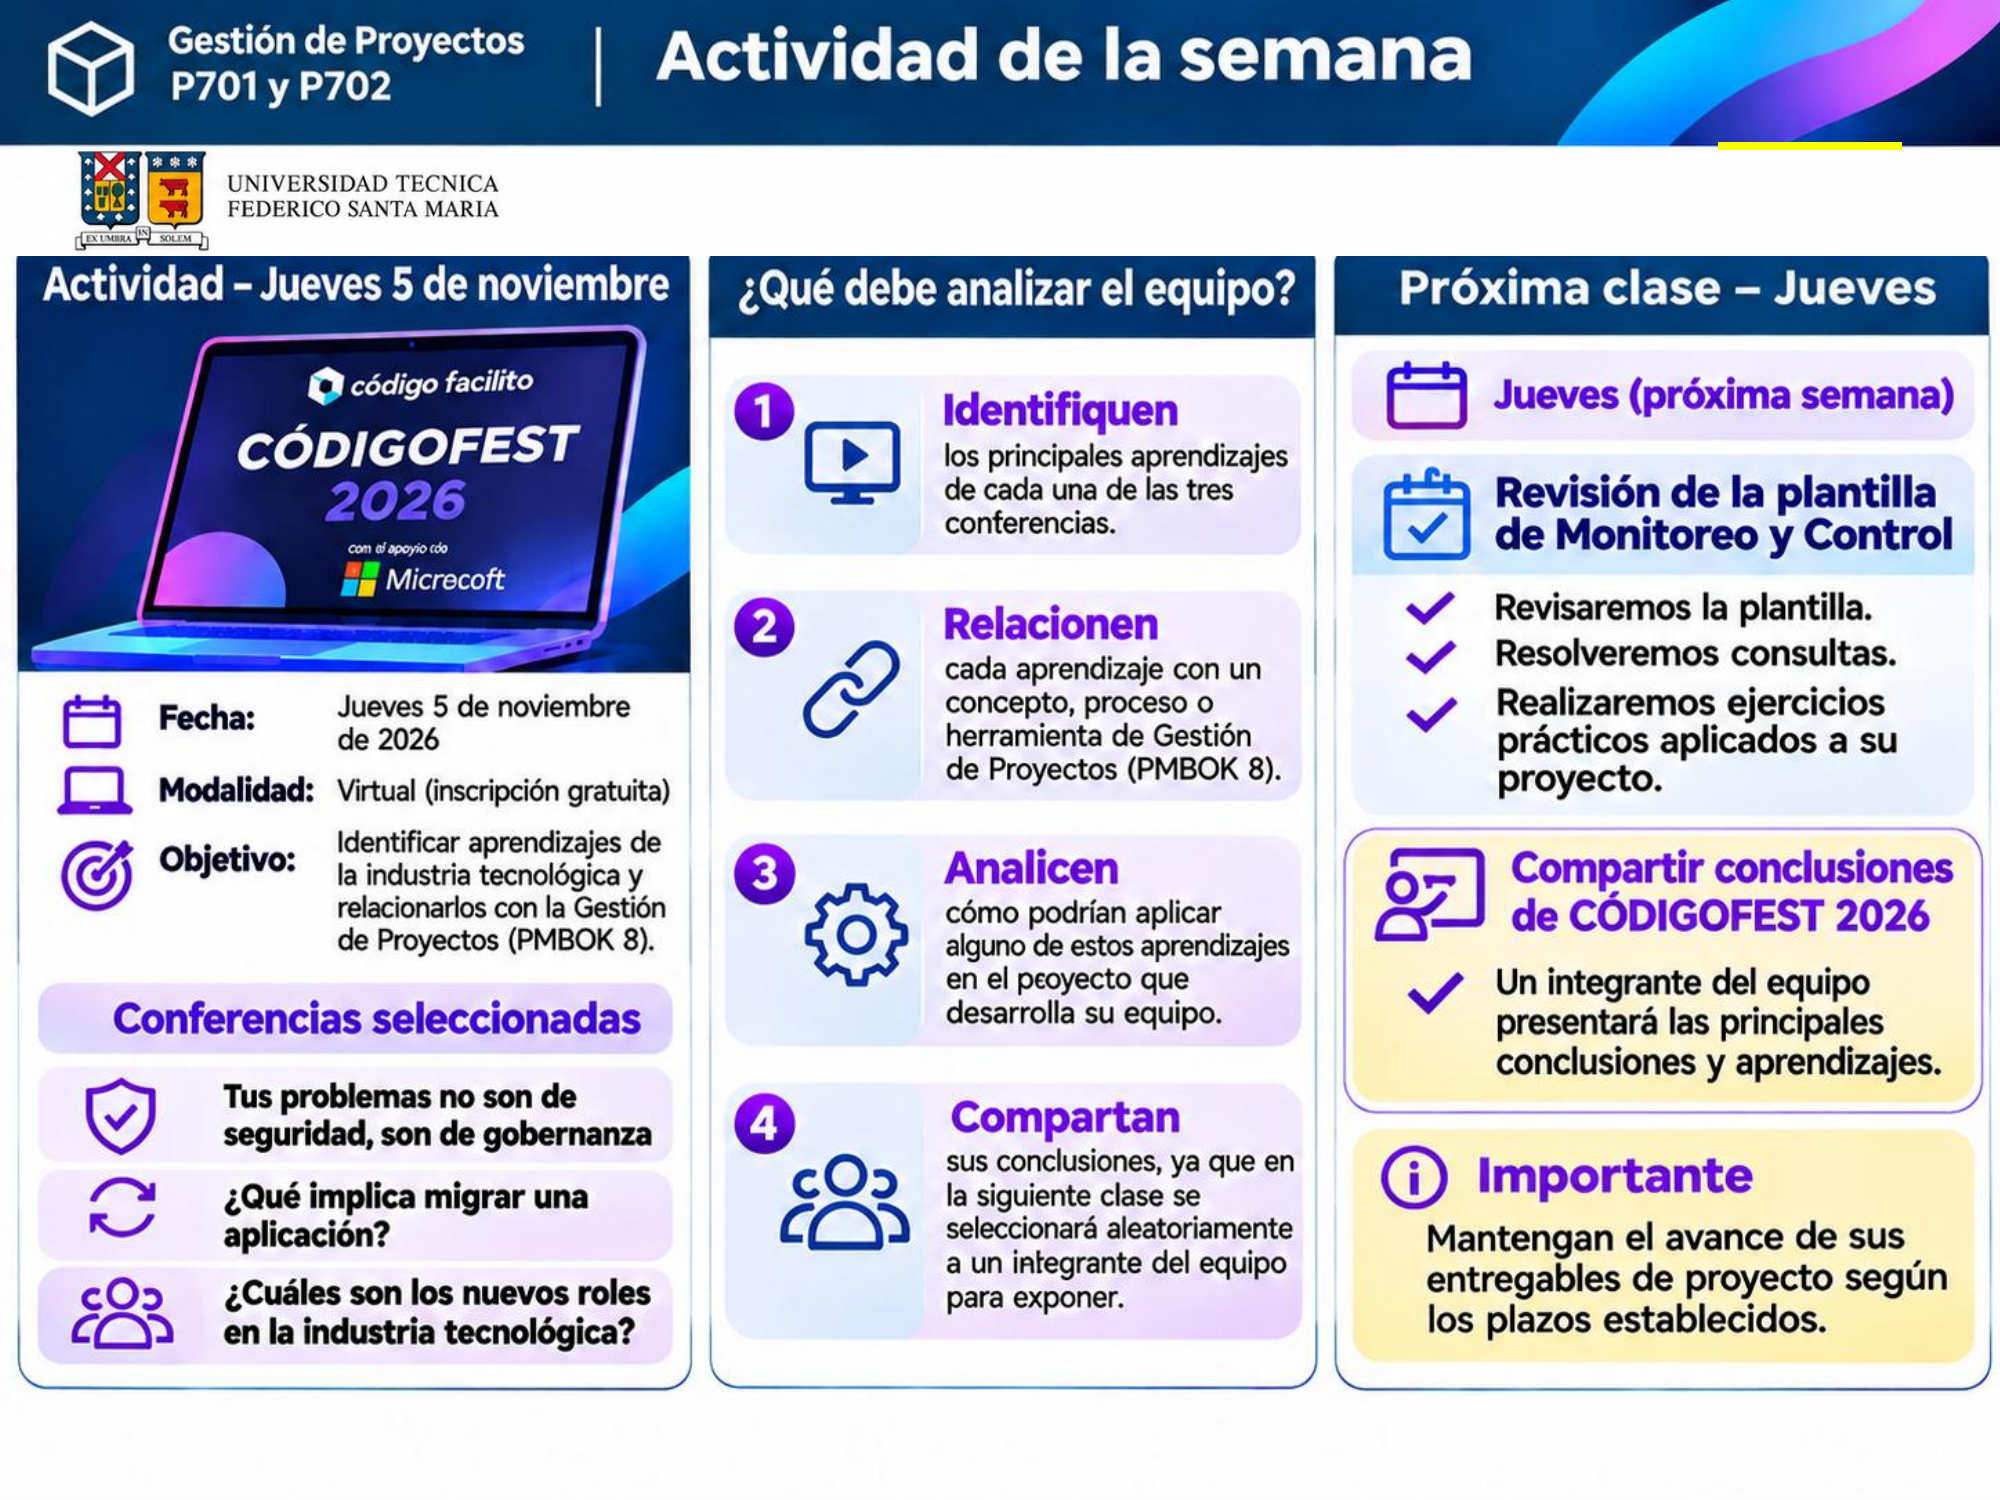 Gestión de Proyectos
P701 y P702
Actividad de la semana
UNIVERSIDAD TECNICA
FEDERICO SANTA MARIA
EX UMBRA IN SOLEM
Actividad – Jueves 5 de noviembre
código facilito
CÓDIGOFEST
2026
com el apoyio cdo
Micrecoft
Fecha:
Jueves 5 de noviembre
de 2026
Modalidad:
Virtual (inscripción gratuita)
Objetivo:
Identificar aprendizajes de
la industria tecnológica y
relacionarlos con la Gestión
de Proyectos (PMBOK 8).
Conferencias seleccionadas
Tus problemas no son de
seguridad, son de gobernanza
¿Qué implica migrar una
aplicación?
¿Cuáles son los nuevos roles
en la industria tecnológica?
¿Qué debe analizar el equipo?
1
Identifiquen
los principales aprendizajes
de cada una de las tres
conferencias.
2
Relacionen
cada aprendizaje con un
concepto, proceso o
herramienta de Gestión
de Proyectos (PMBOK 8).
3
Analicen
cómo podrían aplicar
alguno de estos aprendizajes
en el pɛoyecto que
desarrolla su equipo.
4
Compartan
sus conclusiones, ya que en
la siguiente clase se
seleccionará aleatoriamente
a un integrante del equipo
para exponer.
Próxima clase – Jueves
Jueves (próxima semana)
Revisión de la plantilla
de Monitoreo y Control
Revisaremos la plantilla.
Resolveremos consultas.
Realizaremos ejercicios
prácticos aplicados a su
proyecto.
Compartir conclusiones
de CÓDIGOFEST 2026
Un integrante del equipo
presentará las principales
conclusiones y aprendizajes.
Importante
Mantengan el avance de sus
entregables de proyecto según
los plazos establecidos.